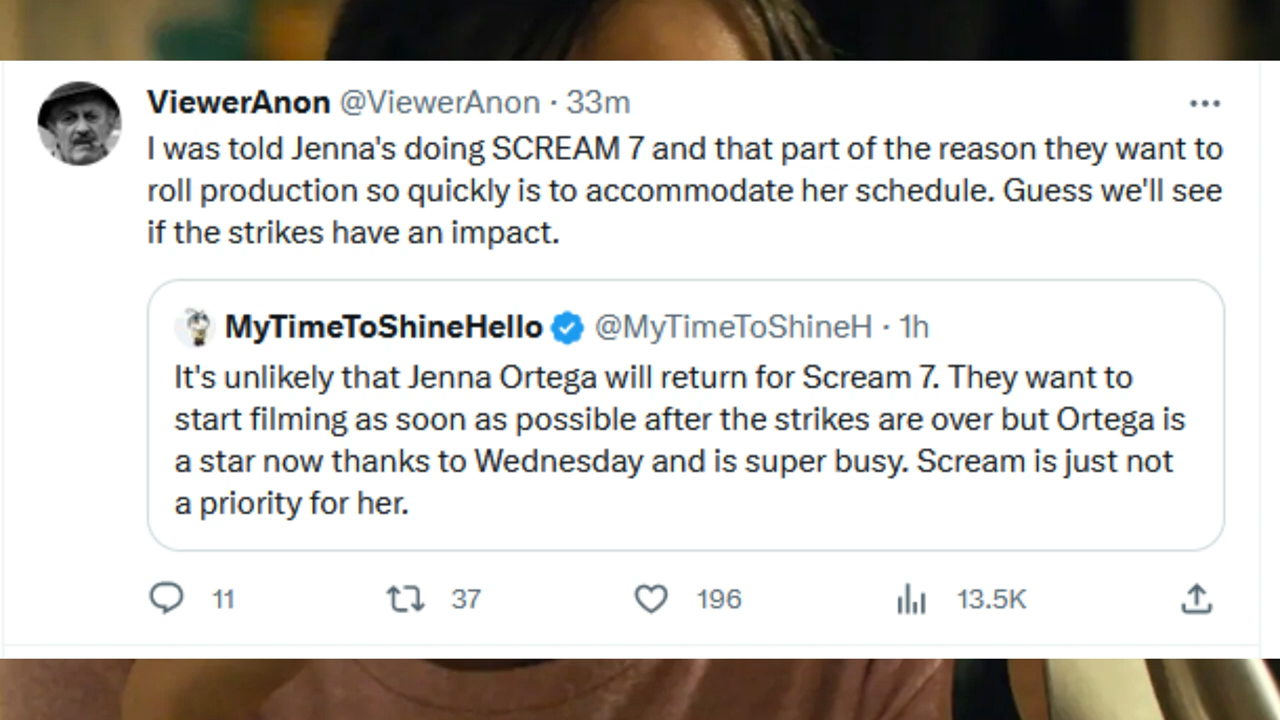 ViewerAnon @ViewerAnon · 33m
I was told Jenna's doing SCREAM 7 and that part of the reason they want to
roll production so quickly is to accommodate her schedule. Guess we'll see
if the strikes have an impact.
MyTimeToShineHello @MyTimeToShineH · 1h
It's unlikely that Jenna Ortega will return for Scream 7. They want to
start filming as soon as possible after the strikes are over but Ortega is
a star now thanks to Wednesday and is super busy. Scream is just not
a priority for her.
11 37 196 13.5K